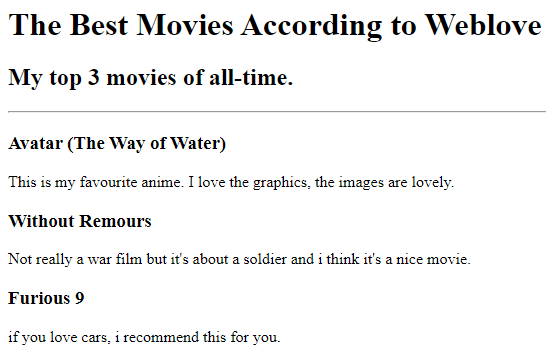 The Best Movies According to Weblove
My top 3 movies of all-time.
Avatar (The Way of Water)
This is my favourite anime. I love the graphics, the images are lovely.
Without Remours
Not really a war film but it's about a soldier and i think it's a nice movie.
Furious 9
if you love cars, i recommend this for you.